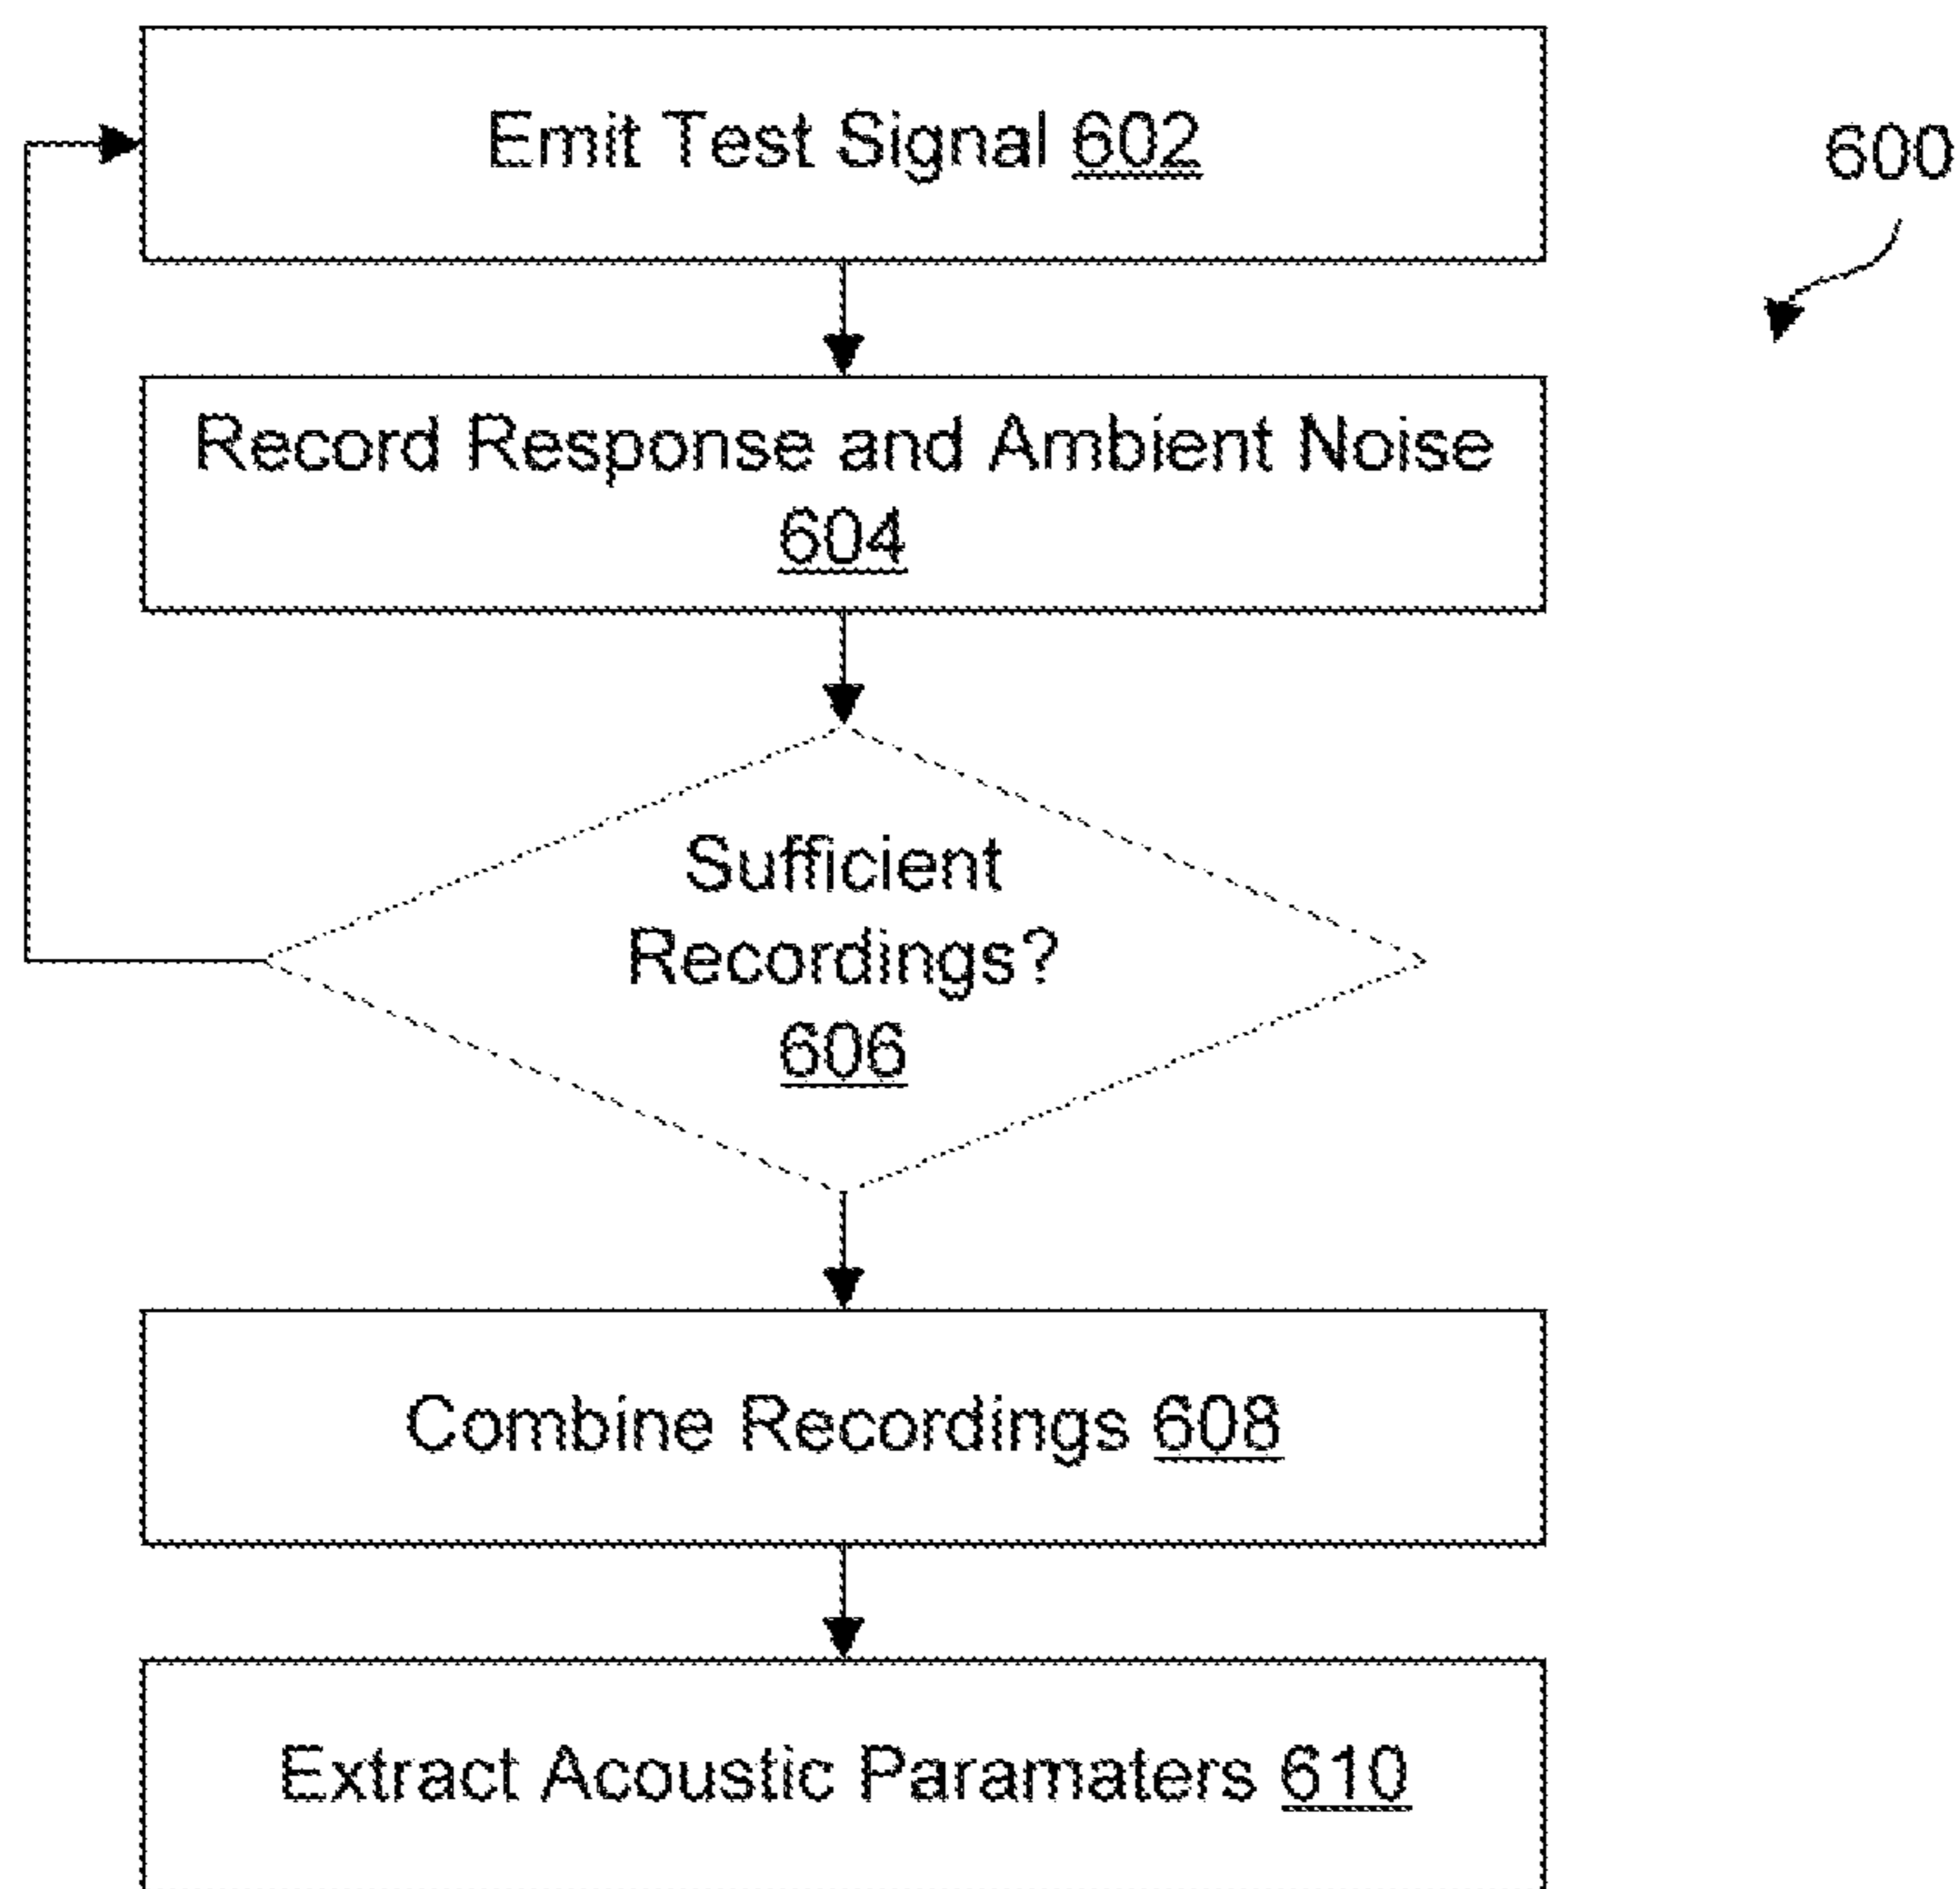 Emit Test Signal 602
600
Record Response and Ambient Noise
604
Sufficient
Recordings?
606
Combine Recordings 608
Extract Acoustic Paramaters 610